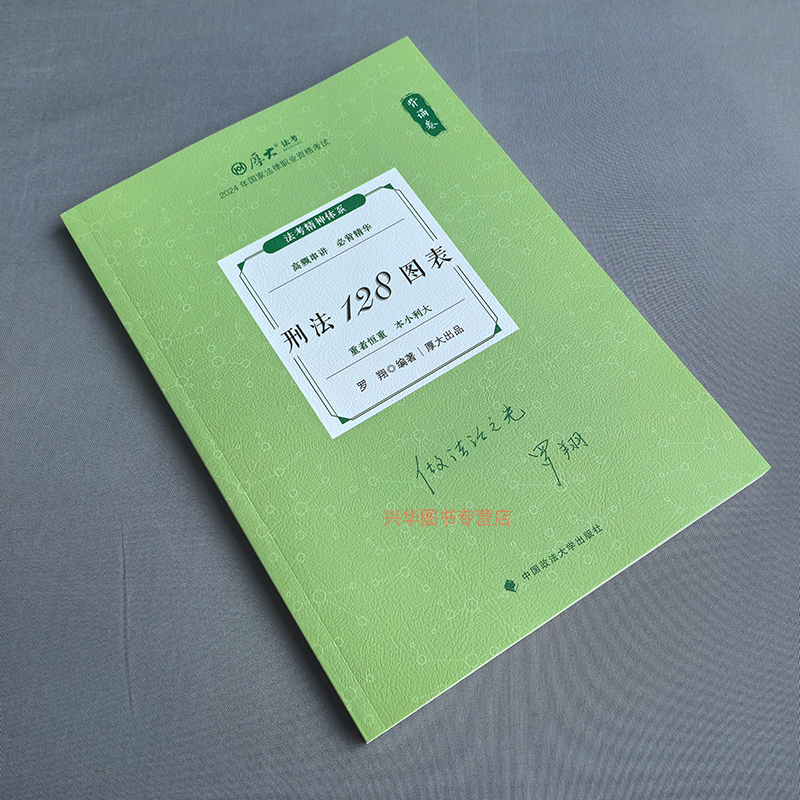 背诵卷
厚大®法考
2024年国家法律职业资格考试
法考精神体系
高频串讲 必背精华
刑法128图表
重者恒重 本小利大
罗 翔◎编著|厚大出品
做法治之光
罗翔
兴华图书专营店
中国政法大学出版社